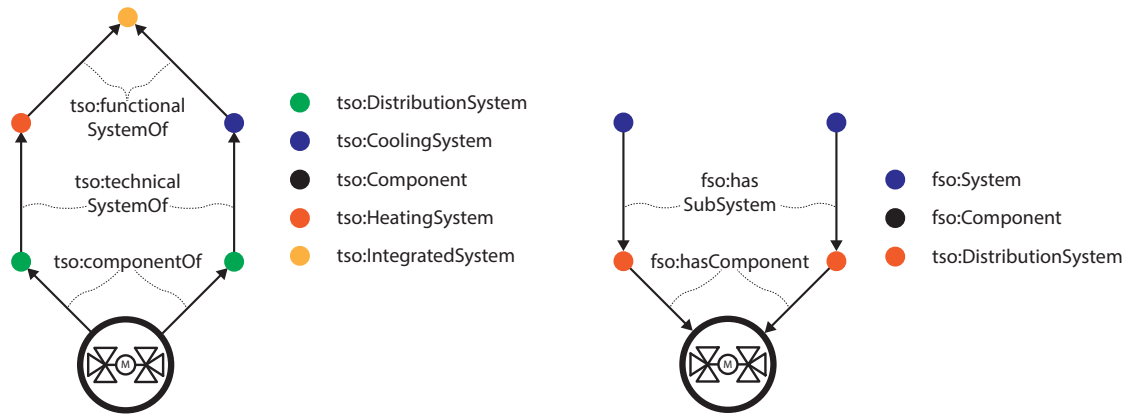 tso:functional
SystemOf
tso:technical
SystemOf
tso:componentOf
M
tso:DistributionSystem
tso:CoolingSystem
tso:Component
tso:HeatingSystem
tso:IntegratedSystem
fso:has
SubSystem
fso:hasComponent
M
fso:System
fso:Component
tso:DistributionSystem